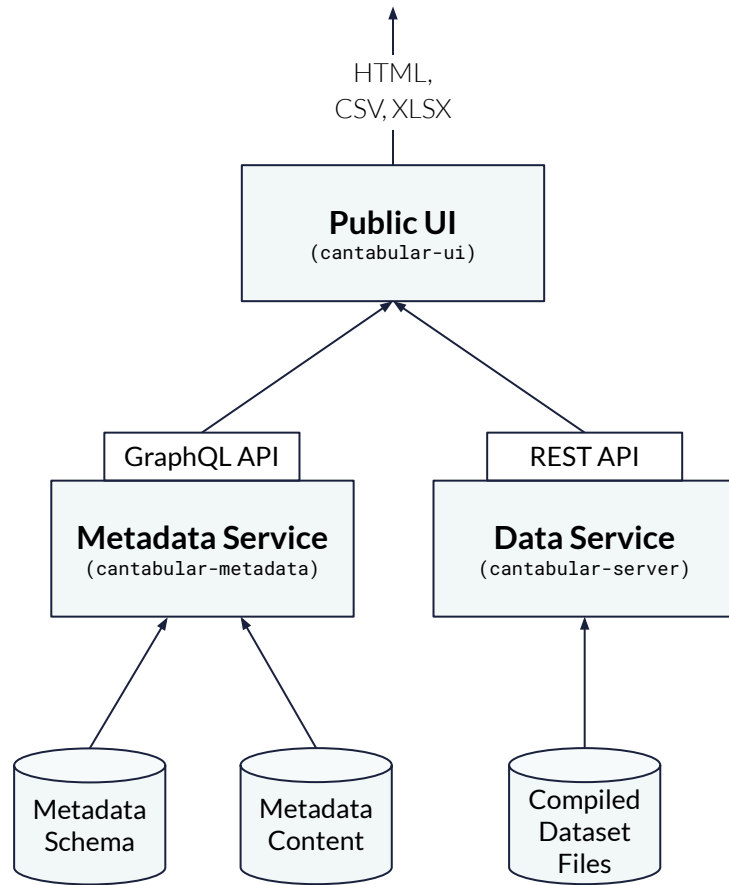 HTML,
CSV, XLSX
Public UI
(cantabular-ui)
GraphQL API
REST API
Metadata Service
(cantabular-metadata)
Data Service
(cantabular-server)
Metadata
Schema
Metadata
Content
Compiled
Dataset
Files